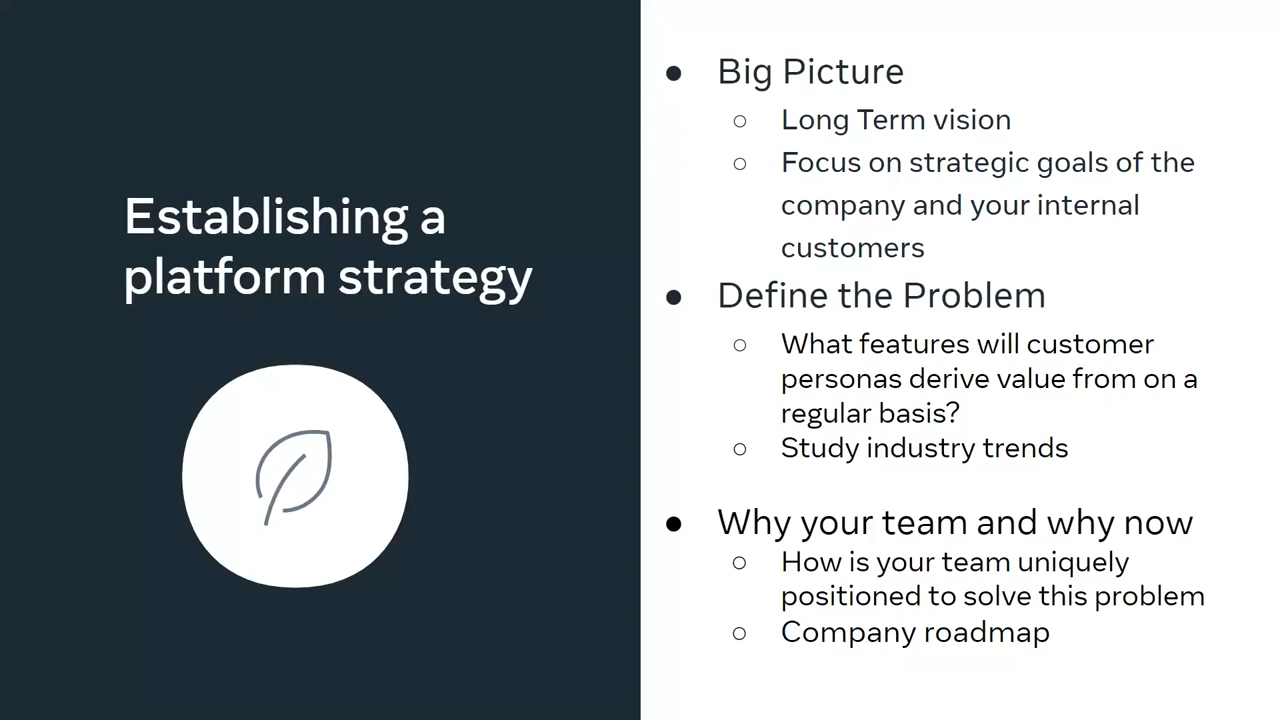 Establishing a
platform strategy
● Big Picture
○ Long Term vision
○ Focus on strategic goals of the
company and your internal
customers
● Define the Problem
○ What features will customer
personas derive value from on a
regular basis?
○ Study industry trends
● Why your team and why now
○ How is your team uniquely
positioned to solve this problem
○ Company roadmap